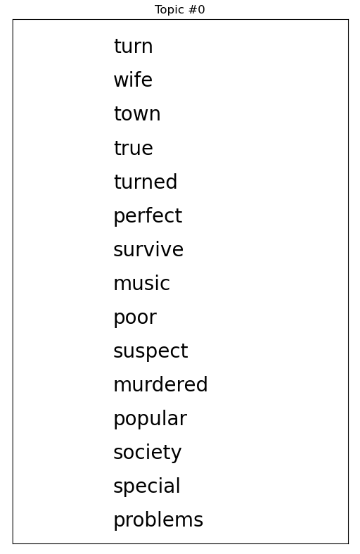 Topic #0
turn
wife
town
true
turned
perfect
survive
music
poor
suspect
murdered
popular
society
special
problems